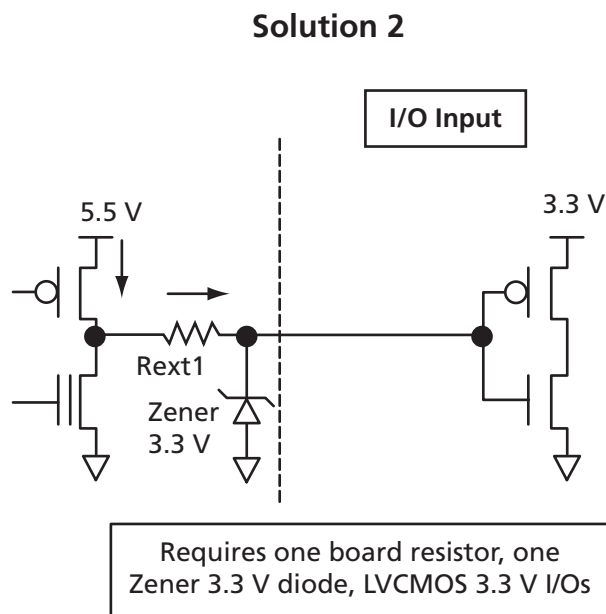 Solution 2
I/O Input
5.5 V
3.3 V
Rext1
Zener
3.3 V
Requires one board resistor, one
Zener 3.3 V diode, LVCMOS 3.3 V I/Os